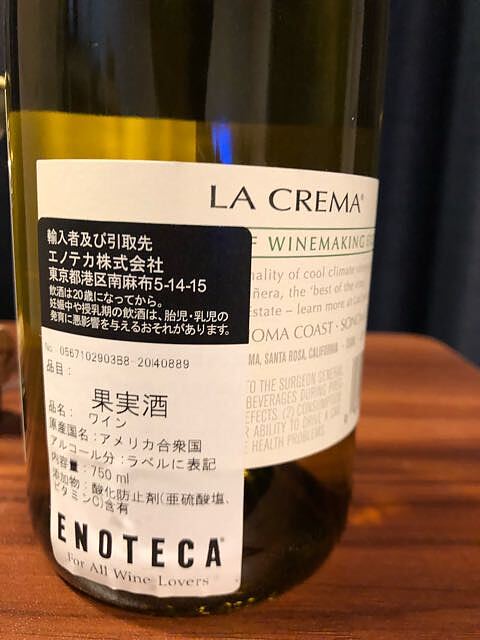 LA CREMA®
F WINEMAKING
nality of cool climate
ñera, the 'best of the
state – learn more at
OMA COAST · SONOM
MA, SANTA ROSA, CALIFORNIA
TO THE SURGEON GENERAL
BEVERAGES DURING
EFFECTS. (2) CONSUMPTION
R ABILITY TO DRIVE A
E HEALTH PROBLEMS.
輸入者及び引取先
エノテカ株式会社
東京都港区南麻布5-14-15
飲酒は20歳になってから。
妊娠中や授乳期の飲酒は、胎児・乳児の
発育に悪影響を与えるおそれがあります。
No. 0567102903B8-20140889
品目:
果実酒
品名: ワイン
原産国名:アメリカ合衆国
アルコール分:ラベルに表記
内容量:750 ml
添加物:酸化防止剤(亜硫酸塩、
ビタミンC)含有
ENOTECA®
For All Wine Lovers